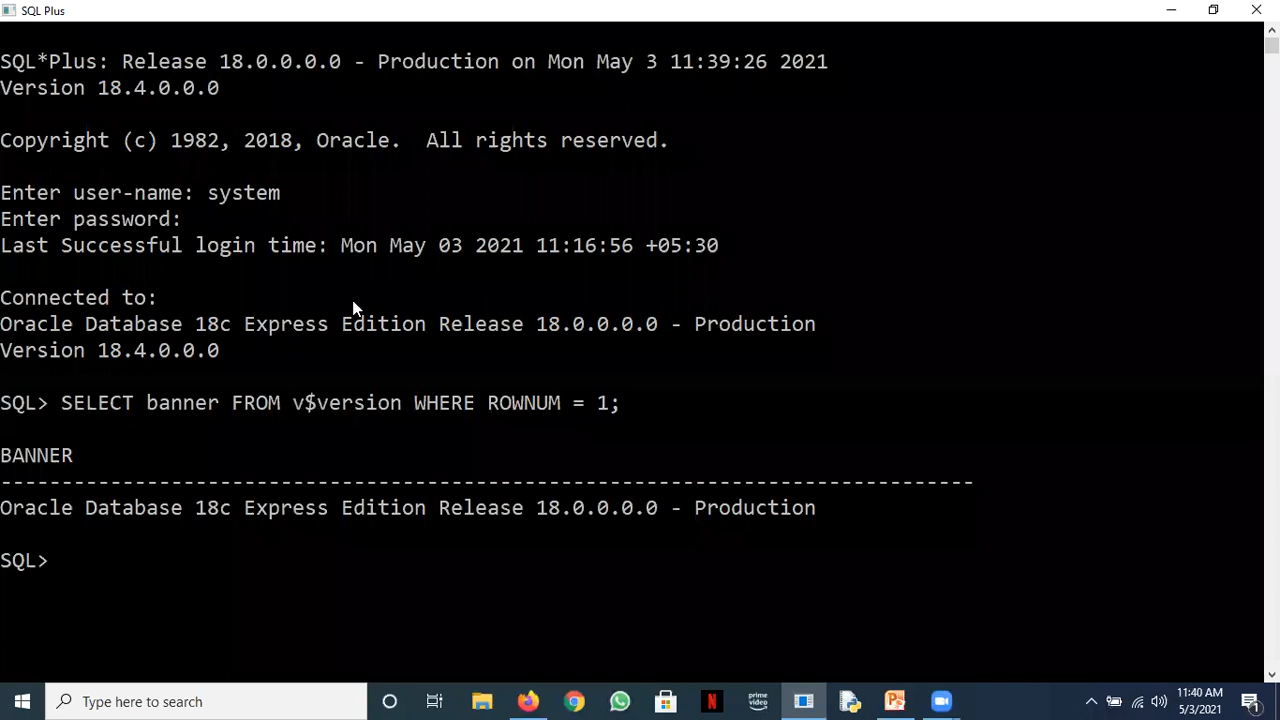 SQL Plus
SQL*Plus: Release 18.0.0.0.0 - Production on Mon May 3 11:39:26 2021
Version 18.4.0.0.0
Copyright (c) 1982, 2018, Oracle.  All rights reserved.
Enter user-name: system
Enter password:
Last Successful login time: Mon May 03 2021 11:16:56 +05:30
Connected to:
Oracle Database 18c Express Edition Release 18.0.0.0.0 - Production
Version 18.4.0.0.0
SQL> SELECT banner FROM v$version WHERE ROWNUM = 1;
BANNER
--------------------------------------------------------------------------------
Oracle Database 18c Express Edition Release 18.0.0.0.0 - Production
SQL>
Type here to search
prime video
11:40 AM
5/3/2021
1